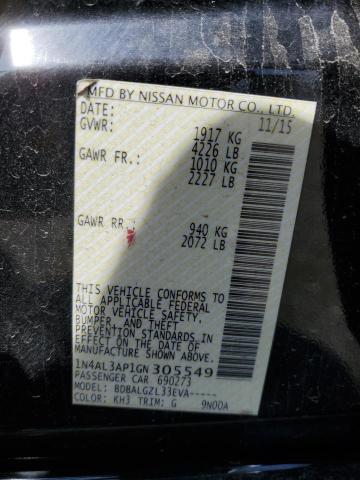 MFD BY NISSAN MOTOR CO., LTD.
DATE: 11/15
GVWR: 1917 KG
4226 LB
GAWR FR.: 1010 KG
2227 LB
GAWR RR.: 940 KG
2072 LB
THIS VEHICLE CONFORMS TO
ALL APPLICABLE FEDERAL
MOTOR VEHICLE SAFETY,
BUMPER, AND THEFT
PREVENTION STANDARDS IN
EFFECT ON THE DATE OF
MANUFACTURE SHOWN ABOVE.
1N4AL3AP1GN305549
PASSENGER CAR 690273
MODEL: BDBALGZL33EVA-----
COLOR: KH3 TRIM: G 9N00A